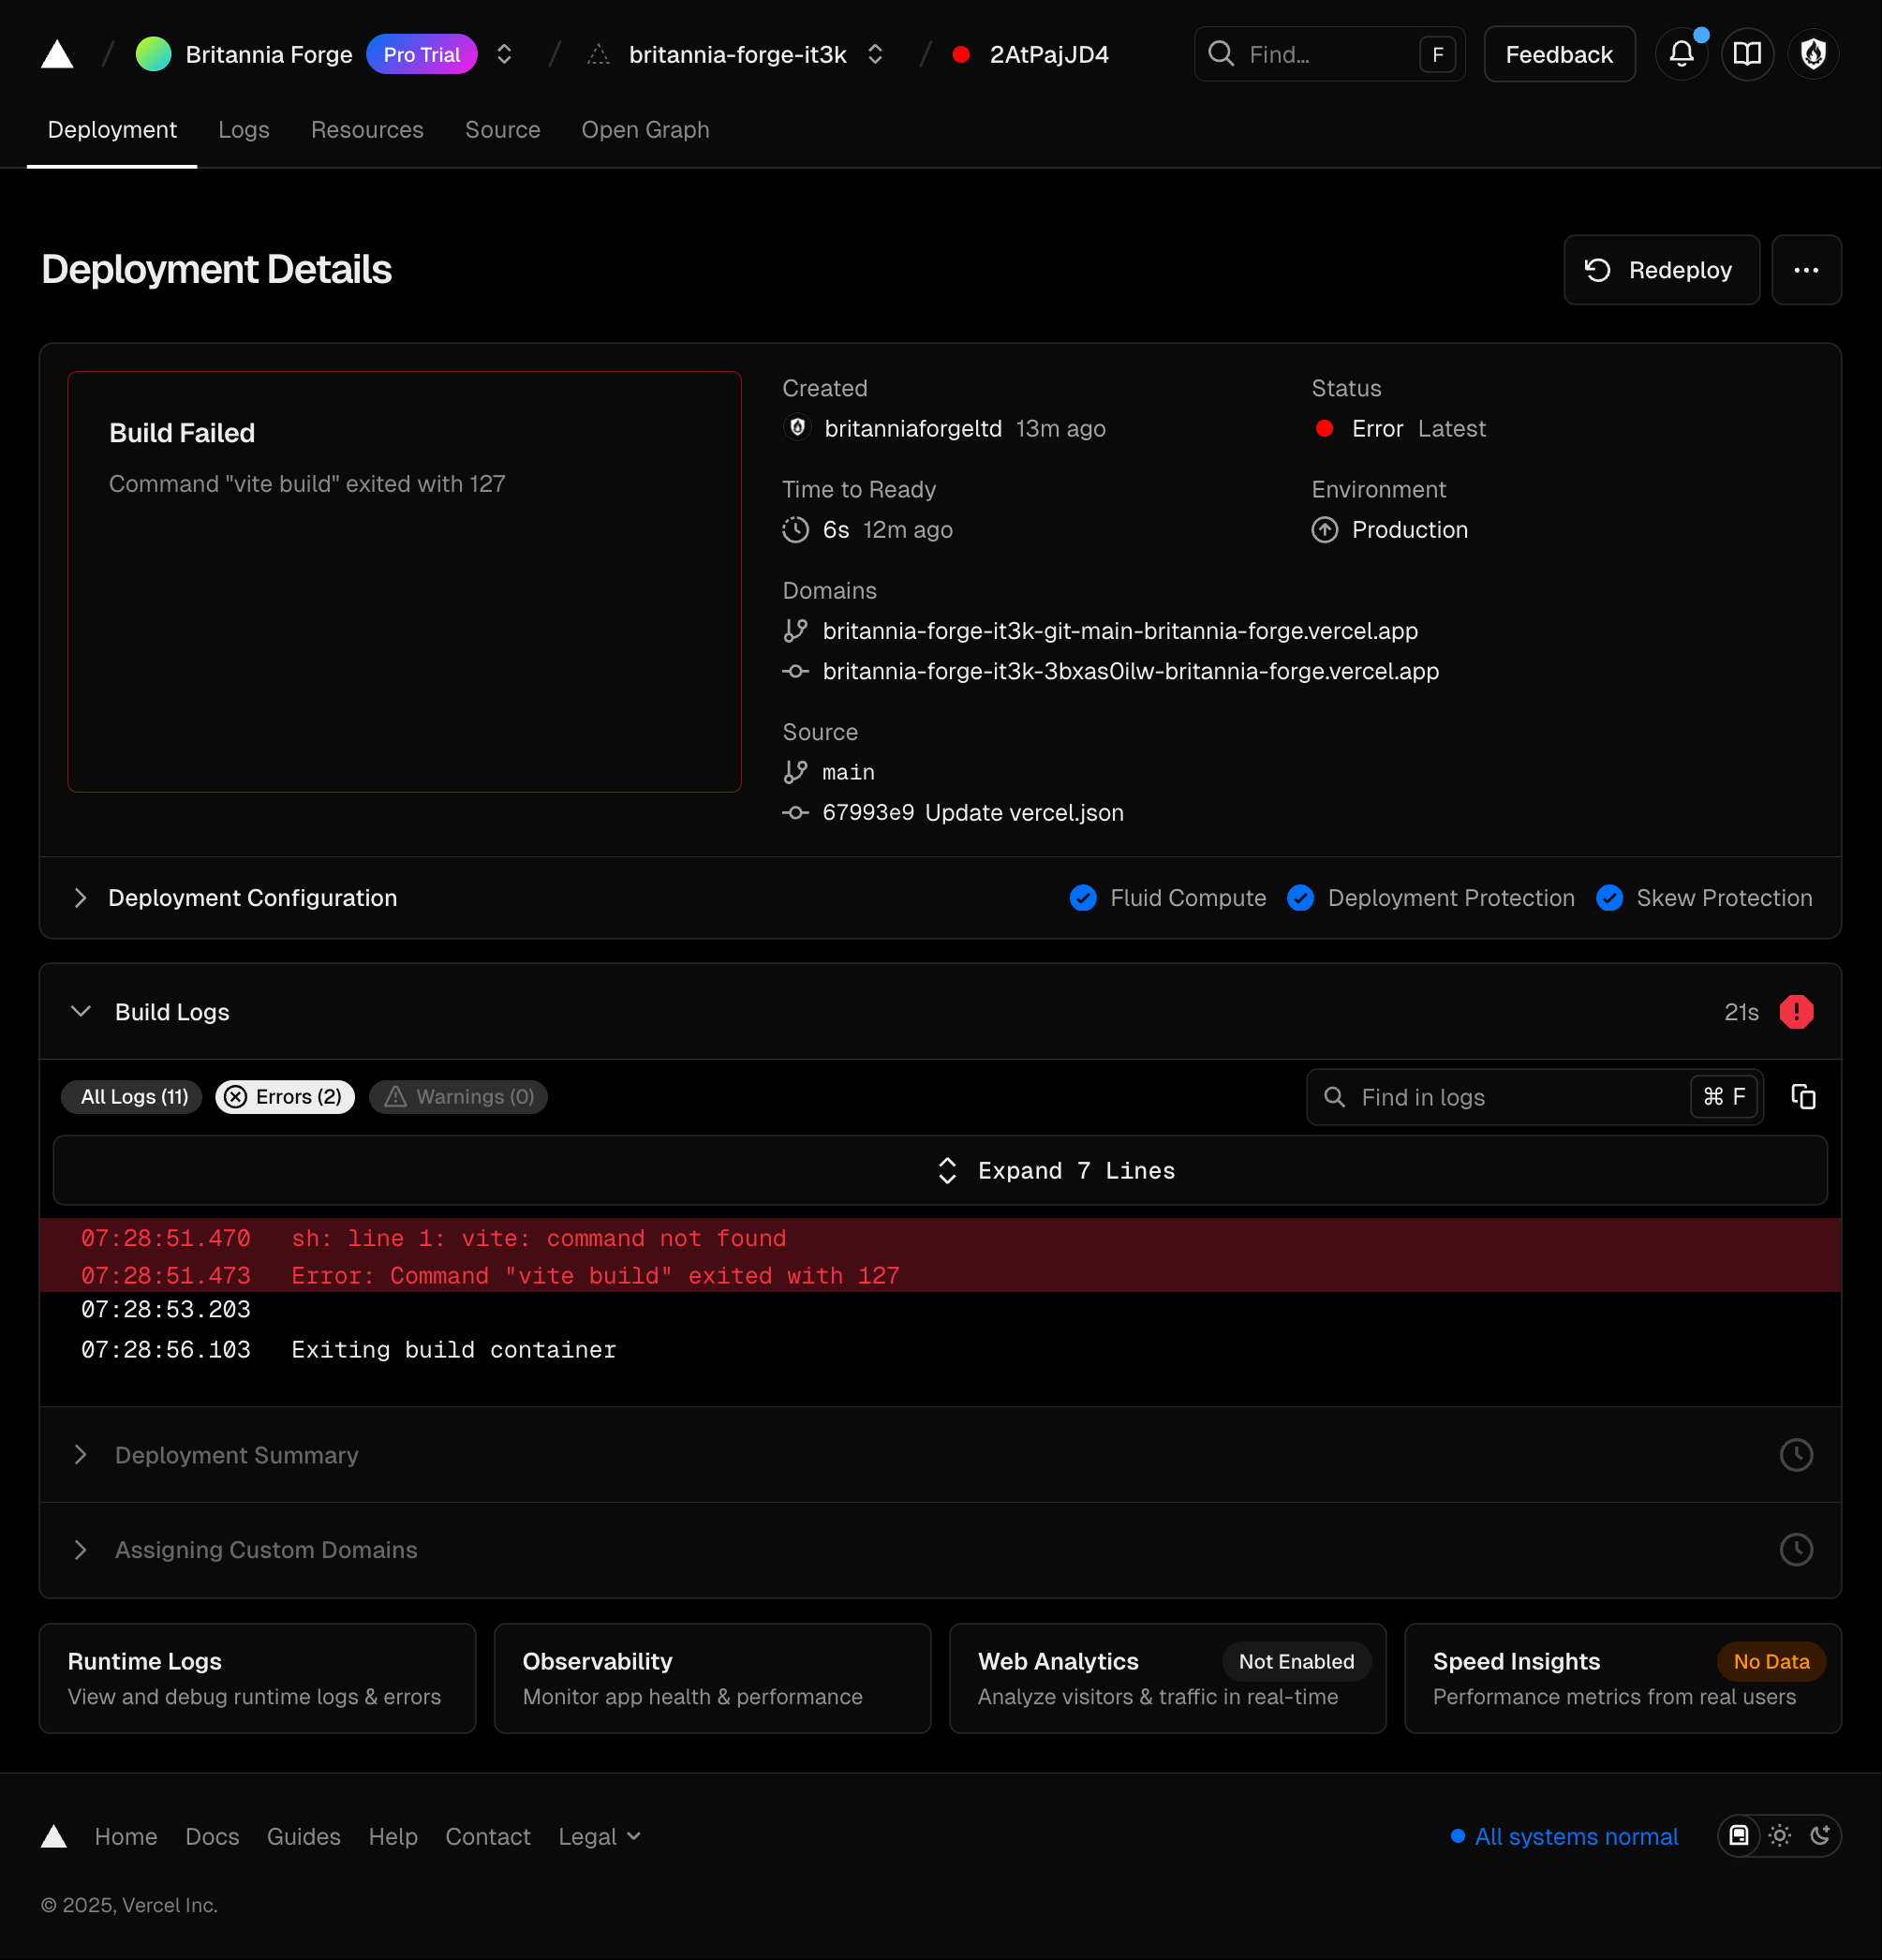 Britannia Forge Pro Trial britannia-forge-it3k 2AtPajJD4 Find... F Feedback
Deployment Logs Resources Source Open Graph
Deployment Details
Redeploy
Build Failed
Command "vite build" exited with 127
Created
britanniaforgeltd 13m ago
Status
Error Latest
Time to Ready
6s 12m ago
Environment
Production
Domains
britannia-forge-it3k-git-main-britannia-forge.vercel.app
britannia-forge-it3k-3bxas0ilw-britannia-forge.vercel.app
Source
main
67993e9 Update vercel.json
Deployment Configuration
Fluid Compute Deployment Protection Skew Protection
Build Logs 21s
All Logs (11) Errors (2) Warnings (0) Find in logs ⌘ F
Expand 7 Lines
07:28:51.470 sh: line 1: vite: command not found
07:28:51.473 Error: Command "vite build" exited with 127
07:28:53.203
07:28:56.103 Exiting build container
Deployment Summary
Assigning Custom Domains
Runtime Logs
View and debug runtime logs & errors
Observability
Monitor app health & performance
Web Analytics Not Enabled
Analyze visitors & traffic in real-time
Speed Insights No Data
Performance metrics from real users
Home Docs Guides Help Contact Legal All systems normal
© 2025, Vercel Inc.